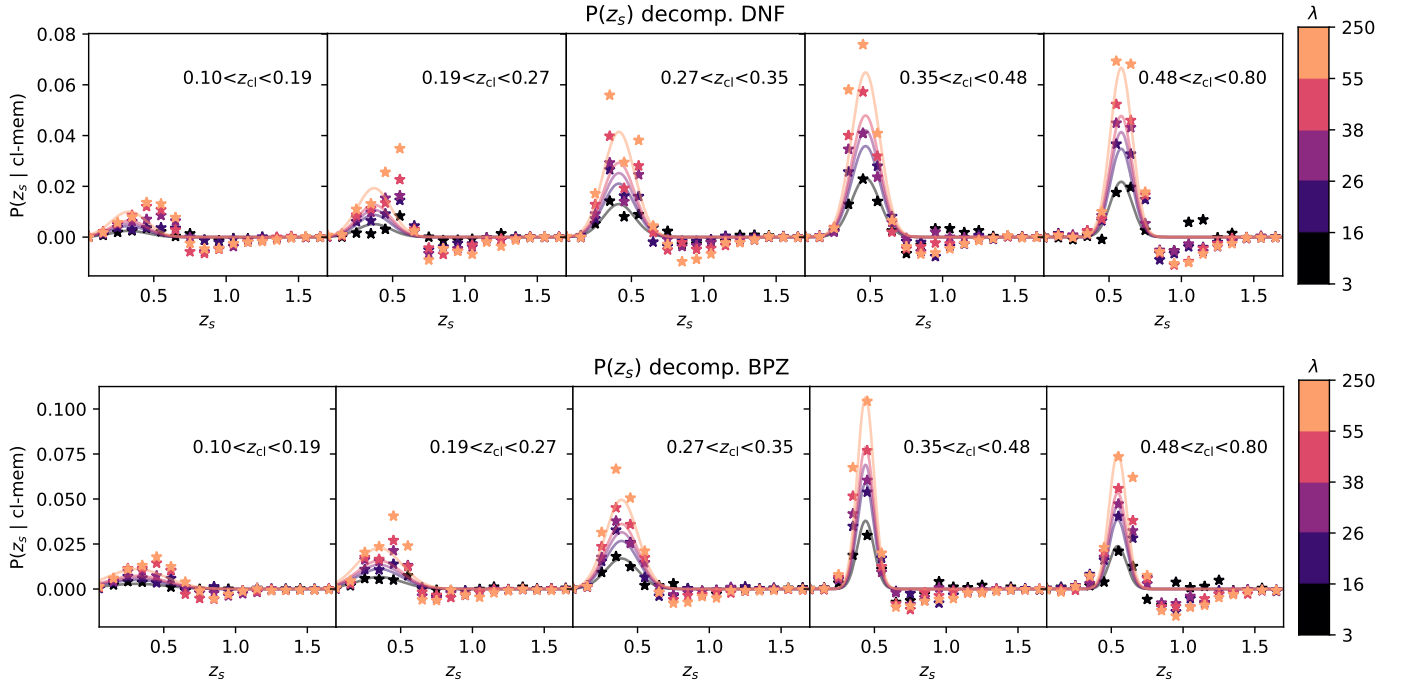 P(z_s) decomp. DNF
λ
P(z_s | cl-mem)
0.08
0.06
0.04
0.02
0.00
0.10<z_cl<0.19
0.19<z_cl<0.27
0.27<z_cl<0.35
0.35<z_cl<0.48
0.48<z_cl<0.80
250
55
38
26
16
3
0.5 1.0 1.5 0.5 1.0 1.5 0.5 1.0 1.5 0.5 1.0 1.5 0.5 1.0 1.5
z_s z_s z_s z_s z_s
P(z_s) decomp. BPZ
λ
P(z_s | cl-mem)
0.100
0.075
0.050
0.025
0.000
0.10<z_cl<0.19
0.19<z_cl<0.27
0.27<z_cl<0.35
0.35<z_cl<0.48
0.48<z_cl<0.80
250
55
38
26
16
3
0.5 1.0 1.5 0.5 1.0 1.5 0.5 1.0 1.5 0.5 1.0 1.5 0.5 1.0 1.5
z_s z_s z_s z_s z_s